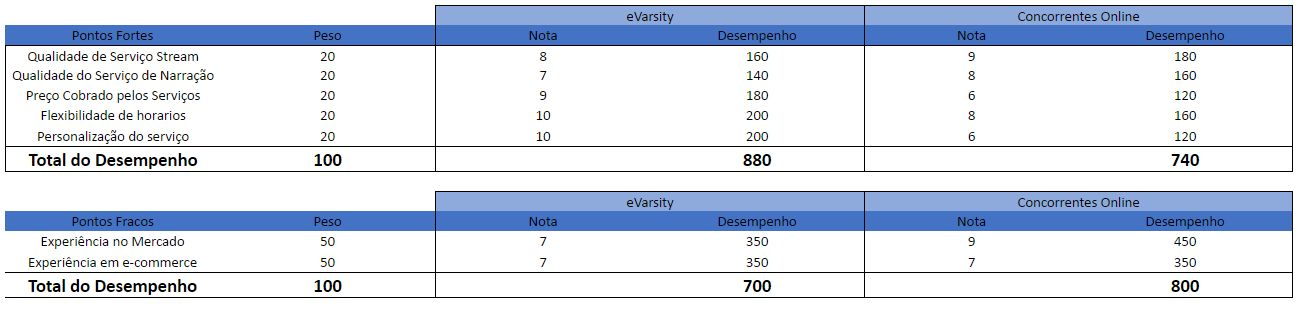 eVarsity Concorrentes Online
Pontos Fortes Peso Nota Desempenho Nota Desempenho
Qualidade de Serviço Stream 20 8 160 9 180
Qualidade do Serviço de Narração 20 7 140 8 160
Preço Cobrado pelos Serviços 20 9 180 6 120
Flexibilidade de horarios 20 10 200 8 160
Personalização do serviço 20 10 200 6 120
Total do Desempenho 100 880 740
eVarsity Concorrentes Online
Pontos Fracos Peso Nota Desempenho Nota Desempenho
Experiência no Mercado 50 7 350 9 450
Experiência em e-commerce 50 7 350 7 350
Total do Desempenho 100 700 800